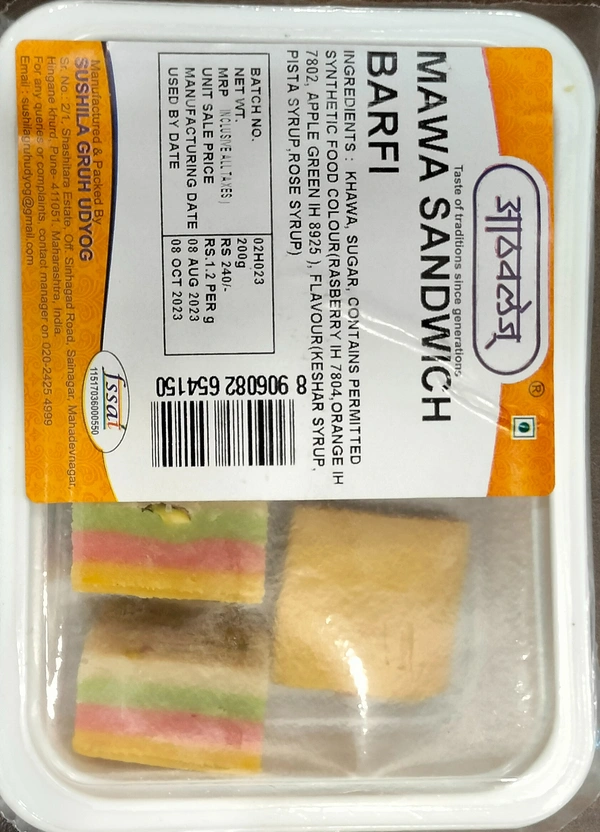 आठवले'ज्
®
Taste of traditions since generations
MAWA SANDWICH
BARFI
INGREDIENTS : KHAWA, SUGAR, CONTAINS PERMITTED
SYNTHETIC FOOD COLOUR(RASBERRY IH 7804, ORANGE IH
7802, APPLE GREEN IH 8925 ), FLAVOUR(KESHAR SYRUP,
PISTA SYRUP,ROSE SYRUP)
BATCH NO. 02H023
NET WT. 200g
MRP (INCLUSIVE ALL TAXES) RS 240/-
UNIT SALE PRICE RS.1.2 PER g
MANUFACTURING DATE 08 AUG 2023
USED BY DATE 08 OCT 2023
8 906082 654150
fssai
11517036000550
Manufactured & Packed By
SUSHILA GRUH UDYOG
Sr. No. 2/1, Snashitara Estate, Off. Sinhagad Road, Sainagar, Mahadevnagar,
Hingane khurd, Pune- 411051. Maharashtra, India.
For any queries or complaints, contact manager on 020-2425 4999
Email : sushilagruhudyog@gmail.com